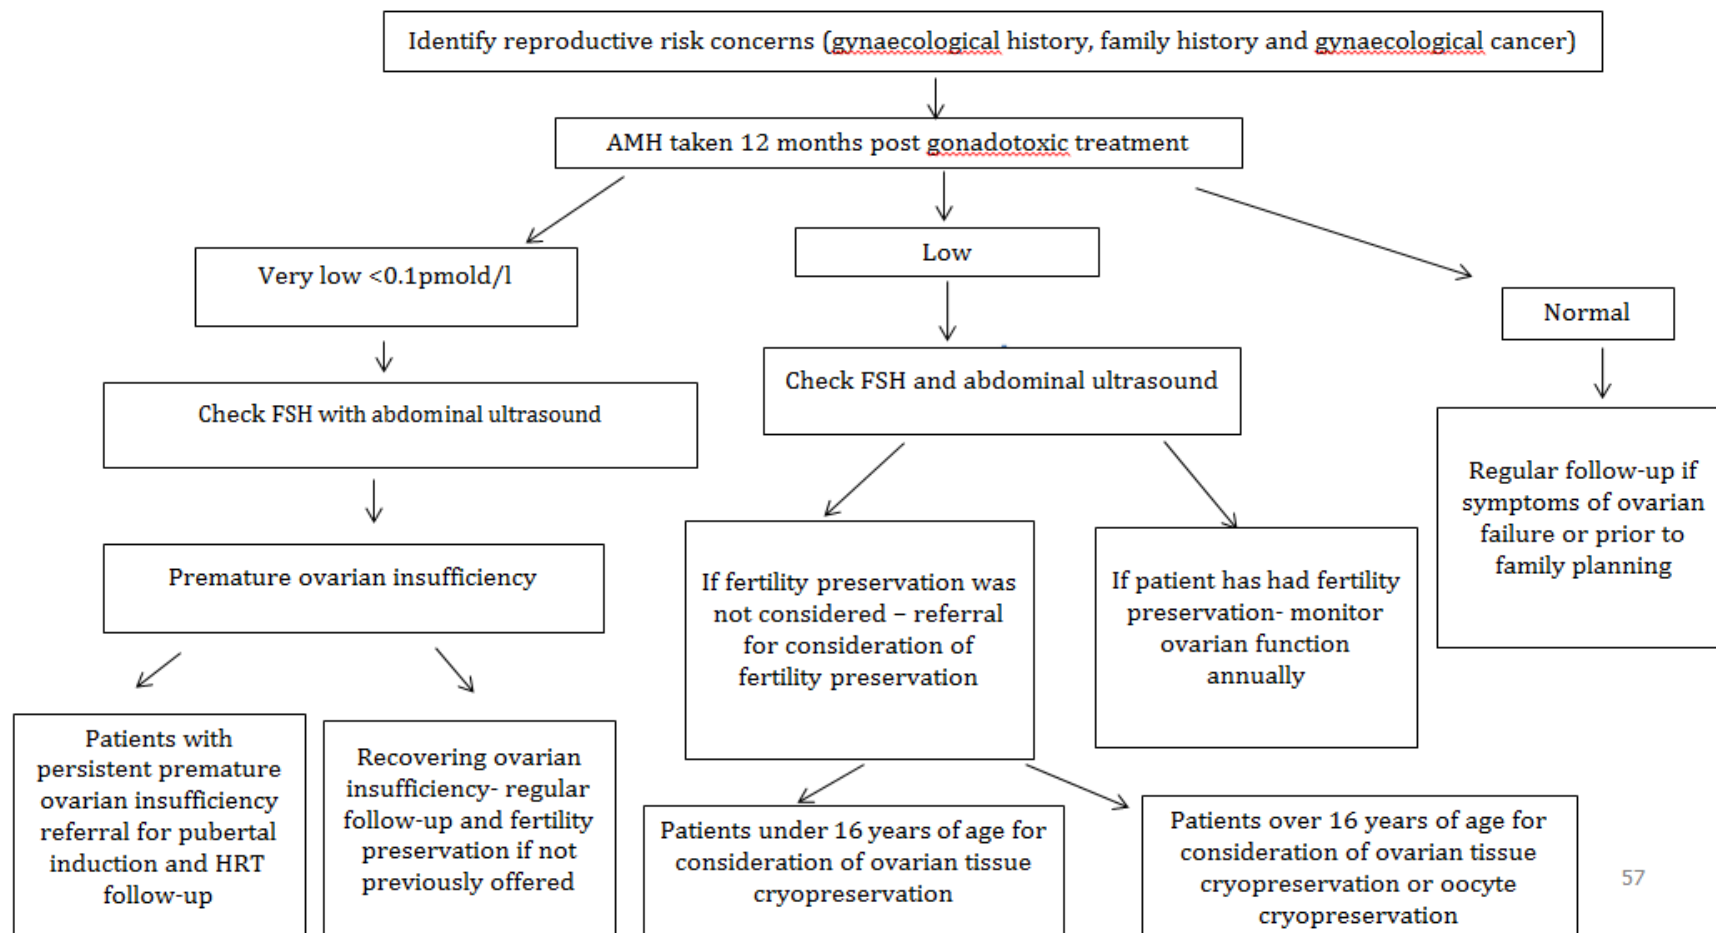 Identify reproductive risk concerns (gynaecological history, family history and gynaecological cancer)
AMH taken 12 months post gonadotoxic treatment
Very low <0.1pmold/l
Low
Normal
Check FSH with abdominal ultrasound
Check FSH and abdominal ultrasound
Regular follow-up if
symptoms of ovarian
failure or prior to
family planning
Premature ovarian insufficiency
If fertility preservation was
not considered – referral
for consideration of
fertility preservation
If patient has had fertility
preservation- monitor
ovarian function
annually
Patients with
persistent premature
ovarian insufficiency
referral for pubertal
induction and HRT
follow-up
Recovering ovarian
insufficiency- regular
follow-up and fertility
preservation if not
previously offered
Patients under 16 years of age for
consideration of ovarian tissue
cryopreservation
Patients over 16 years of age for
consideration of ovarian tissue
cryopreservation or oocyte
cryopreservation
57